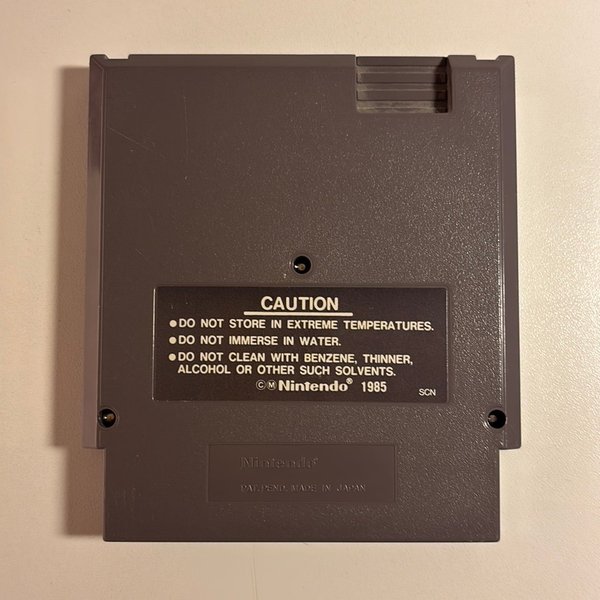 CAUTION
●DO NOT STORE IN EXTREME TEMPERATURES.
●DO NOT IMMERSE IN WATER.
●DO NOT CLEAN WITH BENZENE, THINNER,
ALCOHOL OR OTHER SUCH SOLVENTS.
©Ⓜ Nintendo® 1985
SCN
Nintendo®
PAT. PEND. MADE IN JAPAN